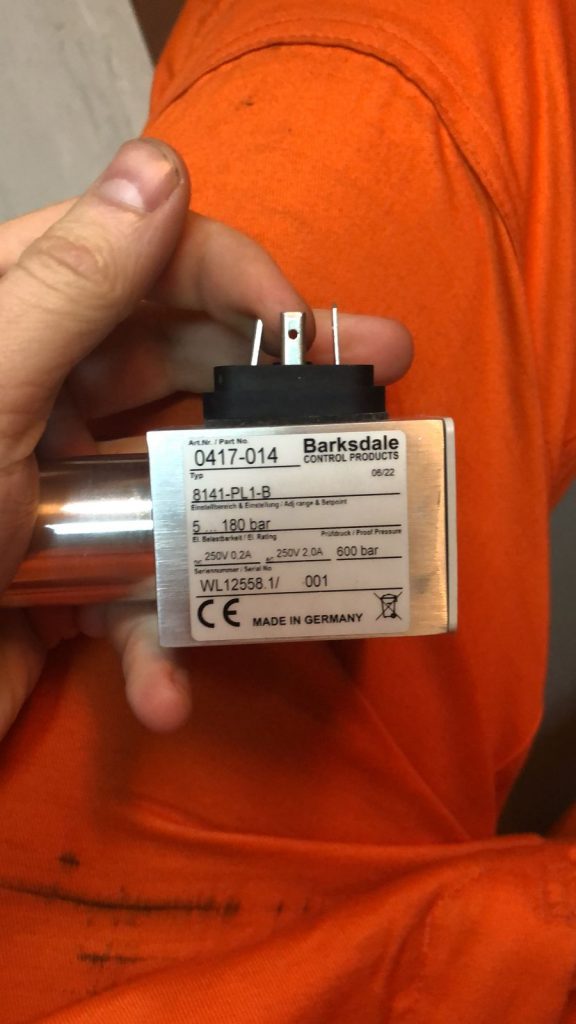 Art.Nr. / Part No.
Barksdale
0417-014
CONTROL PRODUCTS
Typ
06/22
8141-PL1-B
Einstellbereich & Einstellung / Adj range & Setpoint
5 ... 180 bar
El. Belastbarkeit / El. Rating
Prüfdruck / Proof Pressure
DC 250V 0.2A AC 250V 2.0A 600 bar
Seriennummer / Serial No
WL12558.1/ 001
CE MADE IN GERMANY